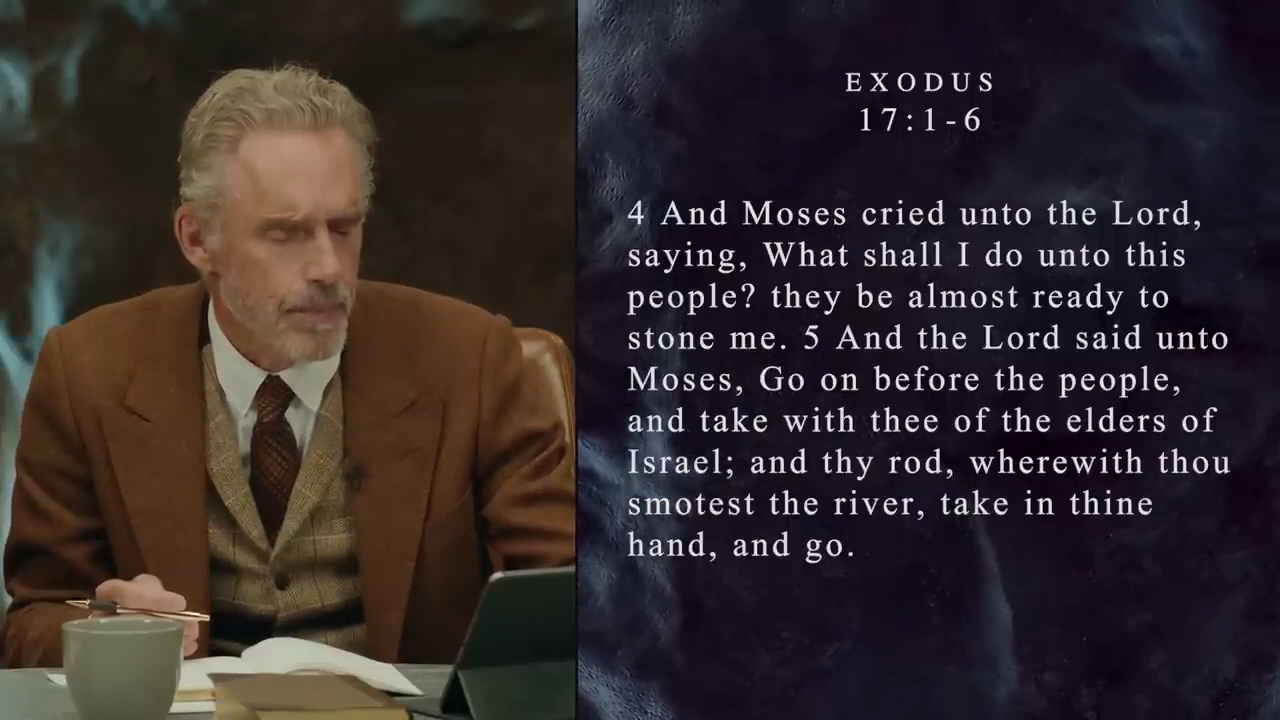 EXODUS
17:1-6
4 And Moses cried unto the Lord,
saying, What shall I do unto this
people? they be almost ready to
stone me. 5 And the Lord said unto
Moses, Go on before the people,
and take with thee of the elders of
Israel; and thy rod, wherewith thou
smotest the river, take in thine
hand, and go.